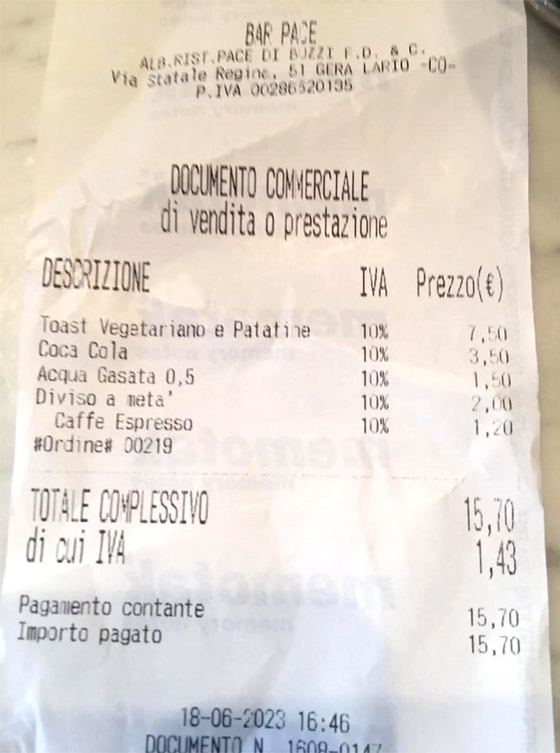 BAR PACE
ALB.RIST.PACE DI BUZZI F.D. & C.
Via Statale Regina, 51 GERA LARIO -CO-
P.IVA 00286520135
DOCUMENTO COMMERCIALE
di vendita o prestazione
DESCRIZIONE IVA Prezzo(€)
Toast Vegetariano e Patatine 10% 7,50
Coca Cola 10% 3,50
Acqua Gasata 0,5 10% 1,50
Diviso a meta' 10% 2,00
Caffe Espresso 10% 1,20
#Ordine# 00219
TOTALE COMPLESSIVO 15,70
di cui IVA 1,43
Pagamento contante 15,70
Importo pagato 15,70
18-06-2023 16:46
DOCUMENTO N. 1608-0147